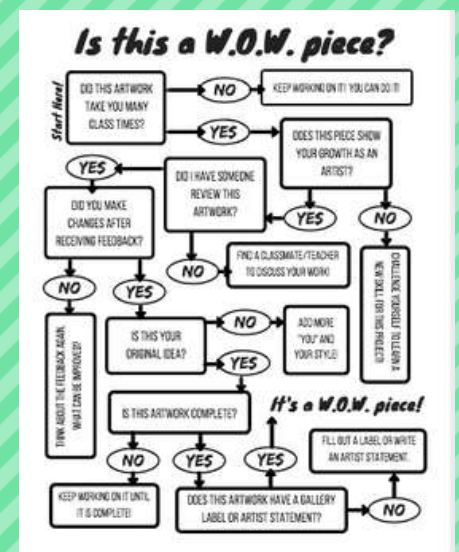 Is this a W.O.W. piece?
Start Here!
DID THIS ARTWORK
TAKE YOU MANY
CLASS TIMES?
NO
KEEP WORKING ON IT! YOU CAN DO IT!
YES
DOES THIS PIECE SHOW
YOUR GROWTH AS AN
ARTIST?
YES
NO
CHALLENGE YOURSELF TO LEARN A
NEW SKILL FOR THIS PROJECT!
DID I HAVE SOMEONE
REVIEW THIS
ARTWORK?
NO
FIND A CLASSMATE/TEACHER
TO DISCUSS YOUR WORK!
YES
DID YOU MAKE
CHANGES AFTER
RECEIVING FEEDBACK?
NO
THINK ABOUT THE FEEDBACK AGAIN.
WHAT CAN BE IMPROVED?
YES
IS THIS YOUR
ORIGINAL IDEA?
NO
ADD MORE
"YOU" AND
YOUR STYLE!
YES
IS THIS ARTWORK COMPLETE?
NO
KEEP WORKING ON IT UNTIL
IT IS COMPLETE!
YES
DOES THIS ARTWORK HAVE A GALLERY
LABEL OR ARTIST STATEMENT?
YES
It's a W.O.W. piece!
NO
FILL OUT A LABEL OR WRITE
AN ARTIST STATEMENT.